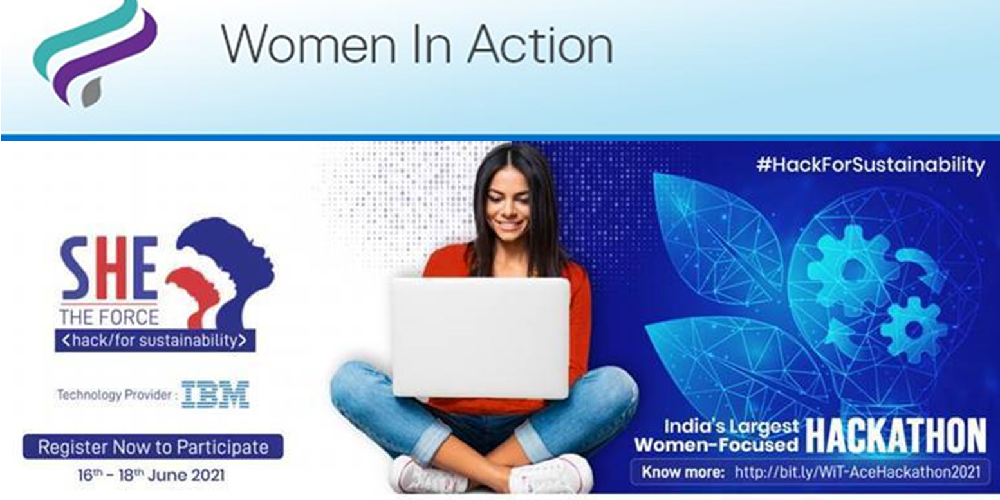 Women In Action
#HackForSustainability
SHE
THE FORCE
<hack/for sustainability>
Technology Provider : IBM
Register Now to Participate
16th - 18th June 2021
India's Largest
Women-Focused
HACKATHON
Know more: http://bit.ly/WiT-AceHackathon2021